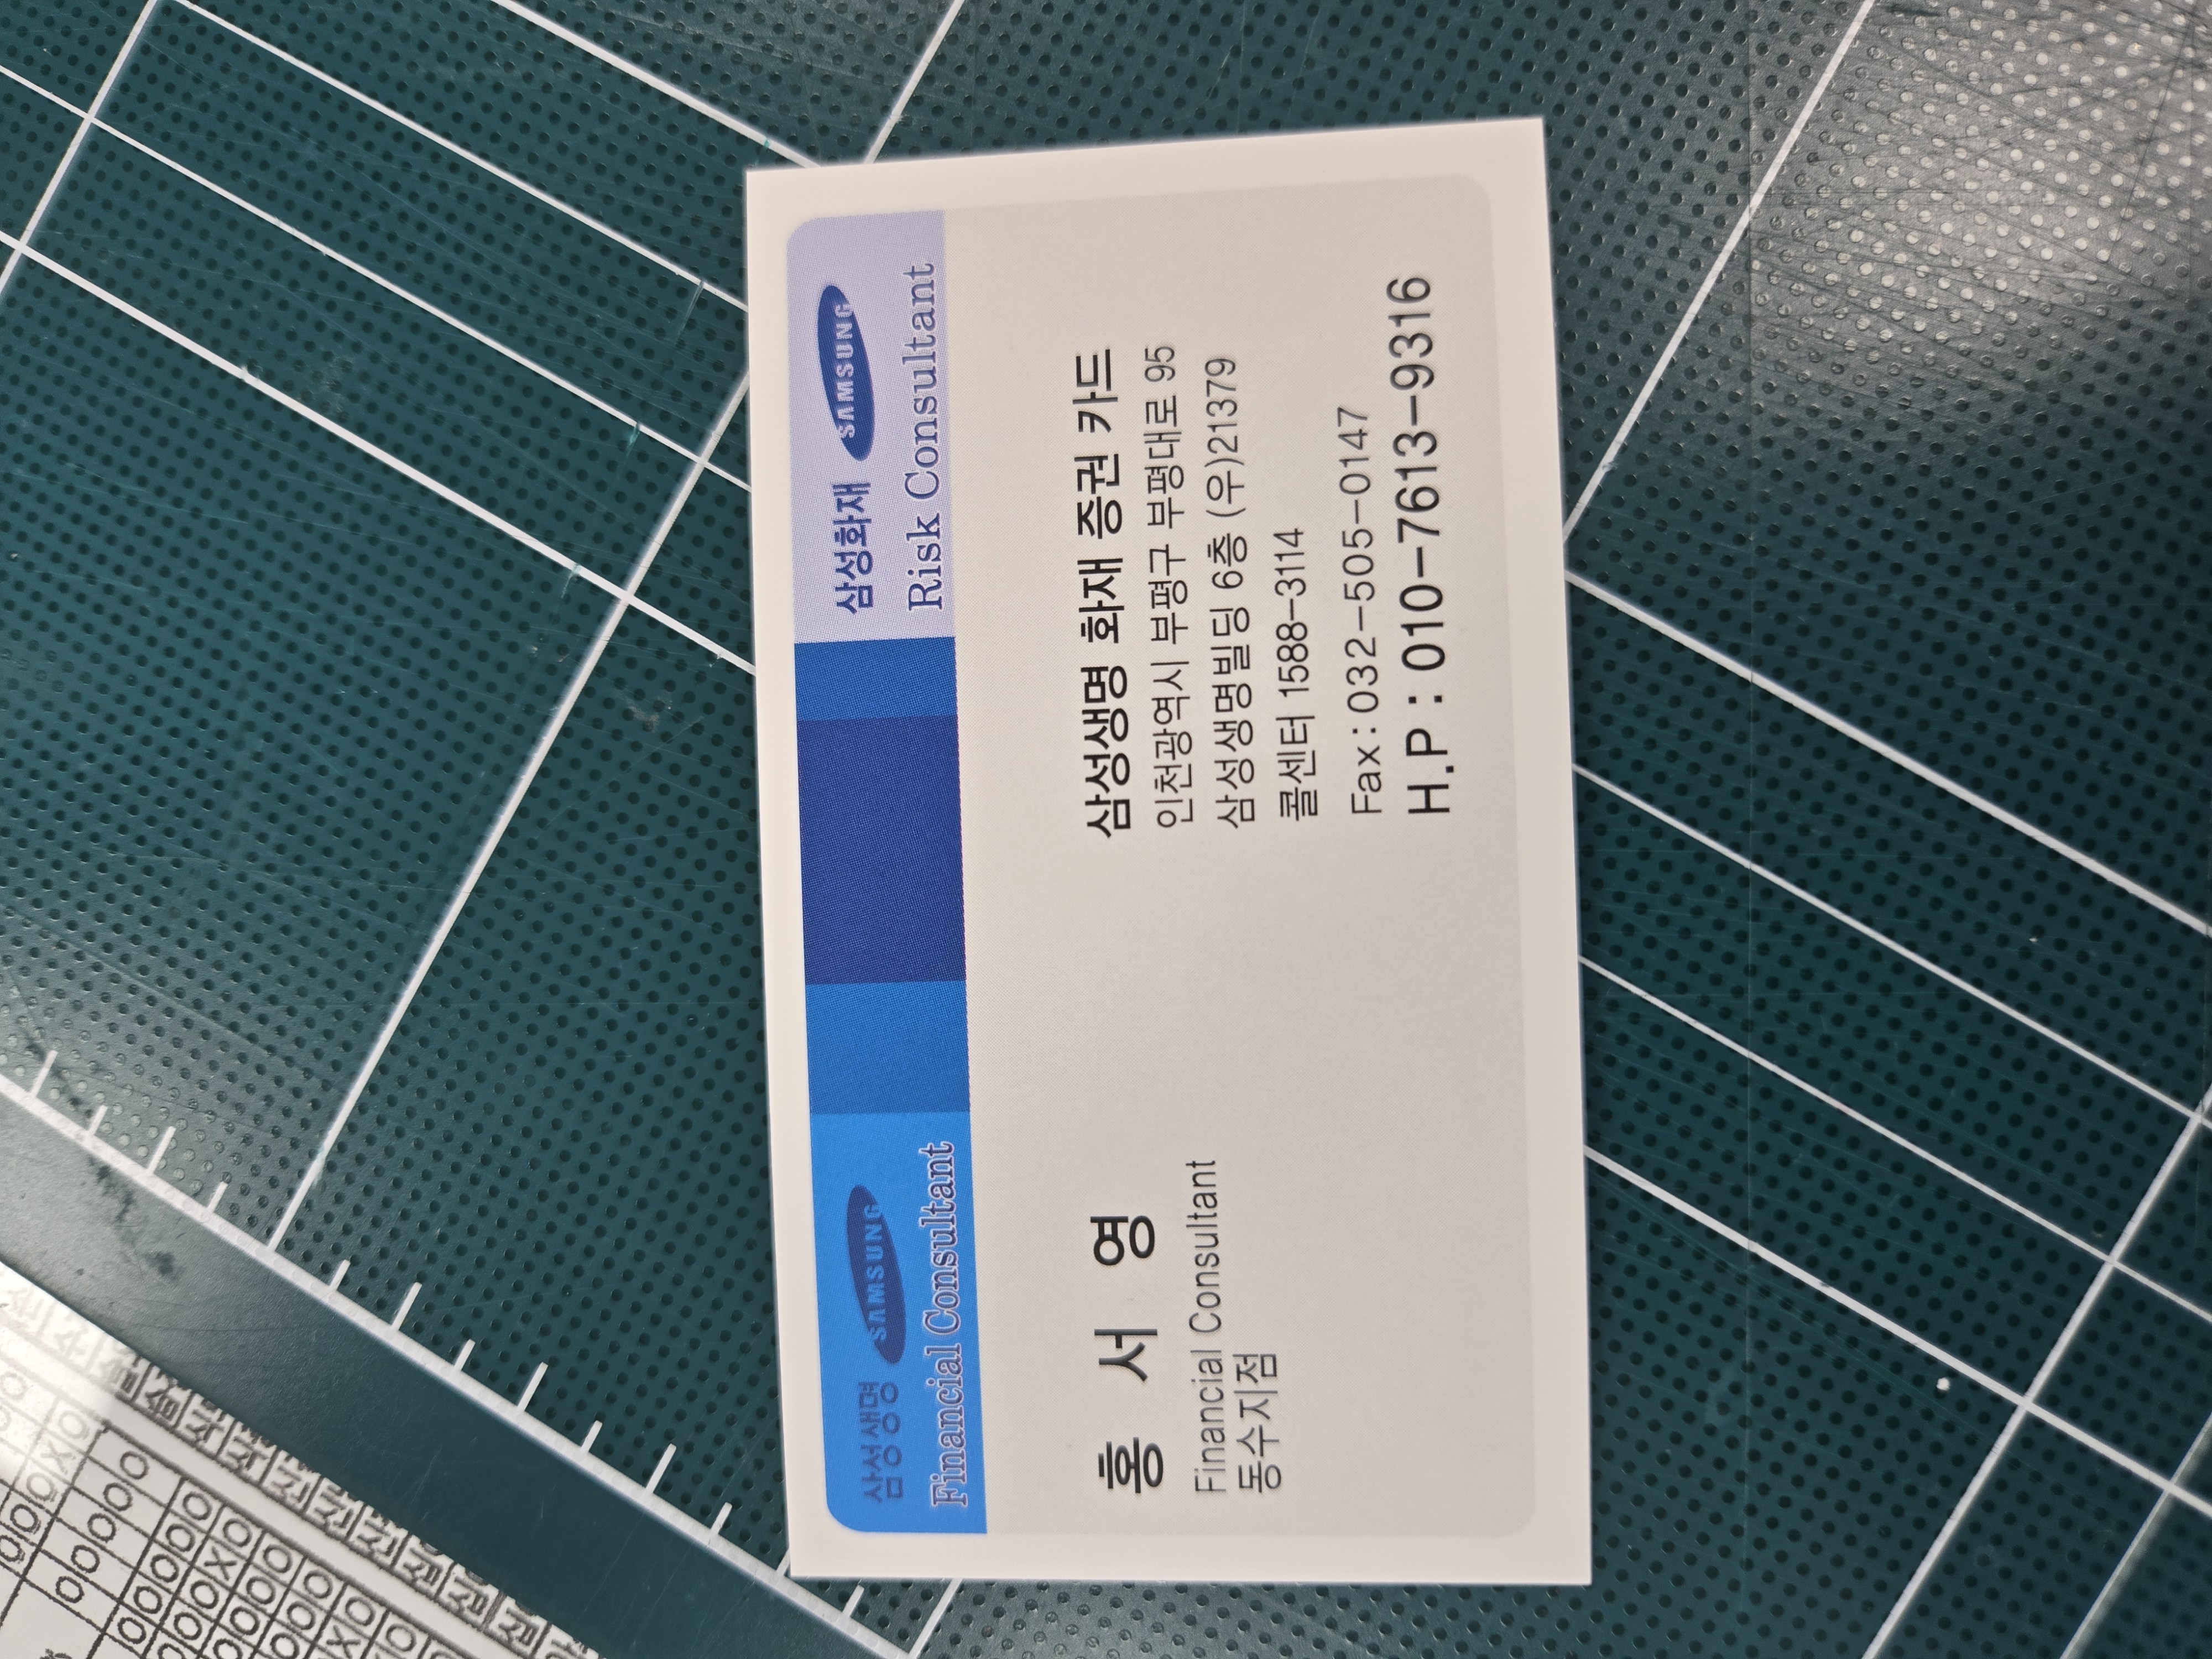 삼성생명 SAMSUNG
Financial Consultant
삼성화재 SAMSUNG
Risk Consultant
홍 서 영
Financial Consultant
동수지점
삼성생명 화재 증권 카드
인천광역시 부평구 부평대로 95
삼성생명빌딩 6층 (우)21379
콜센터 1588-3114
Fax : 032-505-0147
H.P : 010-7613-9316